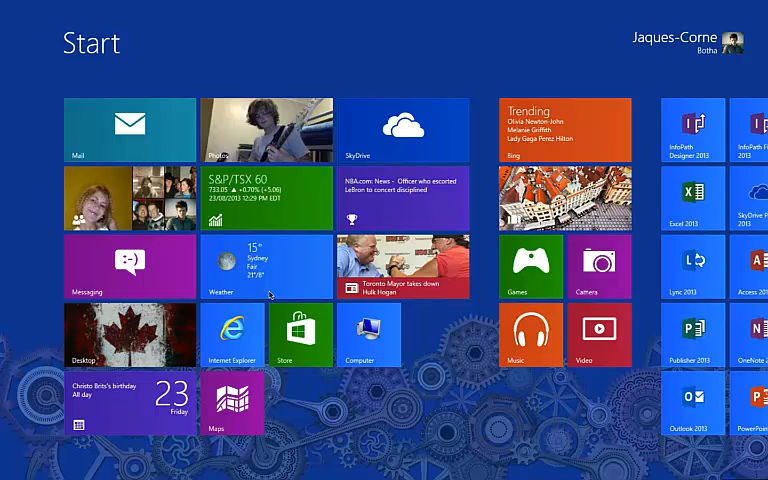 Start
Jaques-Corne
Botha
Mail
Photos
SkyDrive
S&P/TSX 60
733.05 ▲ +0.70% (+5.06)
23/08/2013 12:29 PM EDT
NBA.com: News - Officer who escorted
LeBron to concert disciplined
Messaging
15°
Sydney
Fair
21°/8°
Weather
Toronto Mayor takes down
Hulk Hogan
Desktop
Internet Explorer
Store
Computer
Christo Brits's birthday
All day
23
Friday
Maps
Trending
Olivia Newton-John
Melanie Griffith
Lady Gaga Perez Hilton
Bing
Games
Camera
Music
Video
InfoPath
Designer 2013
InfoPath Fi
2013
Excel 2013
SkyDrive P
2013
Lync 2013
Access 201
Publisher 2013
OneNote 2
Outlook 2013
PowerPoin